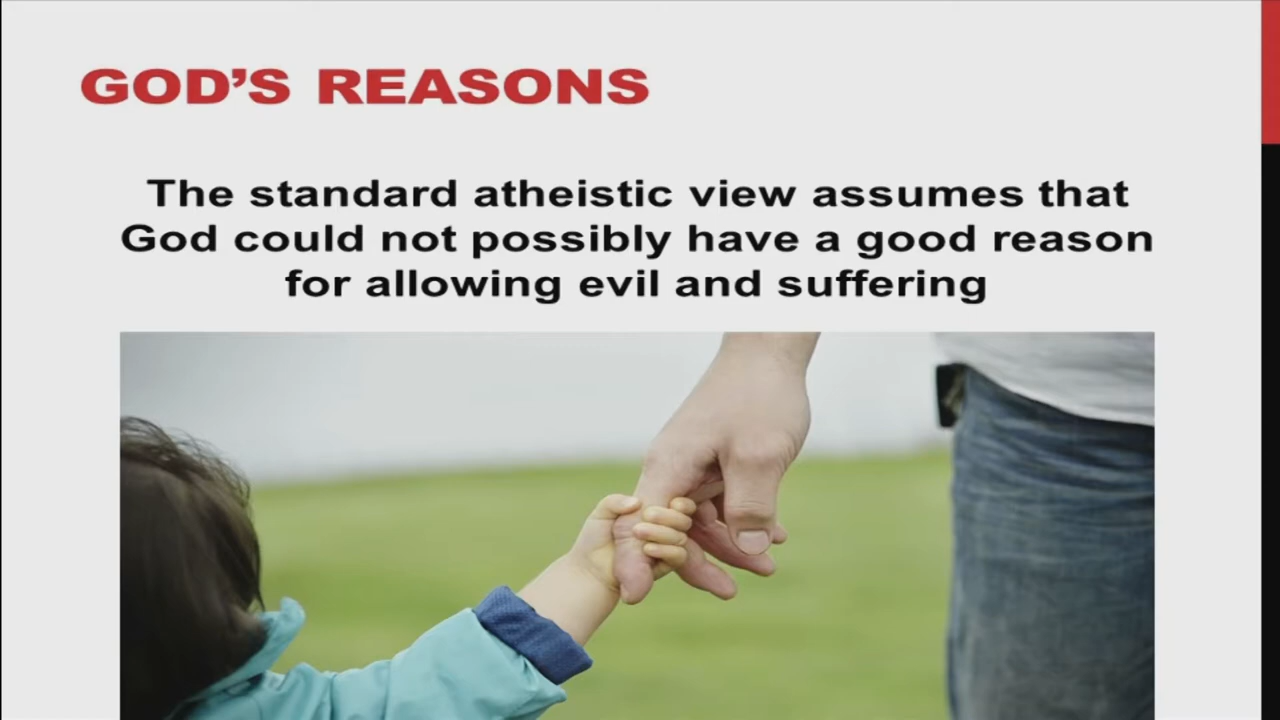 GOD'S REASONS
The standard atheistic view assumes that
God could not possibly have a good reason
for allowing evil and suffering